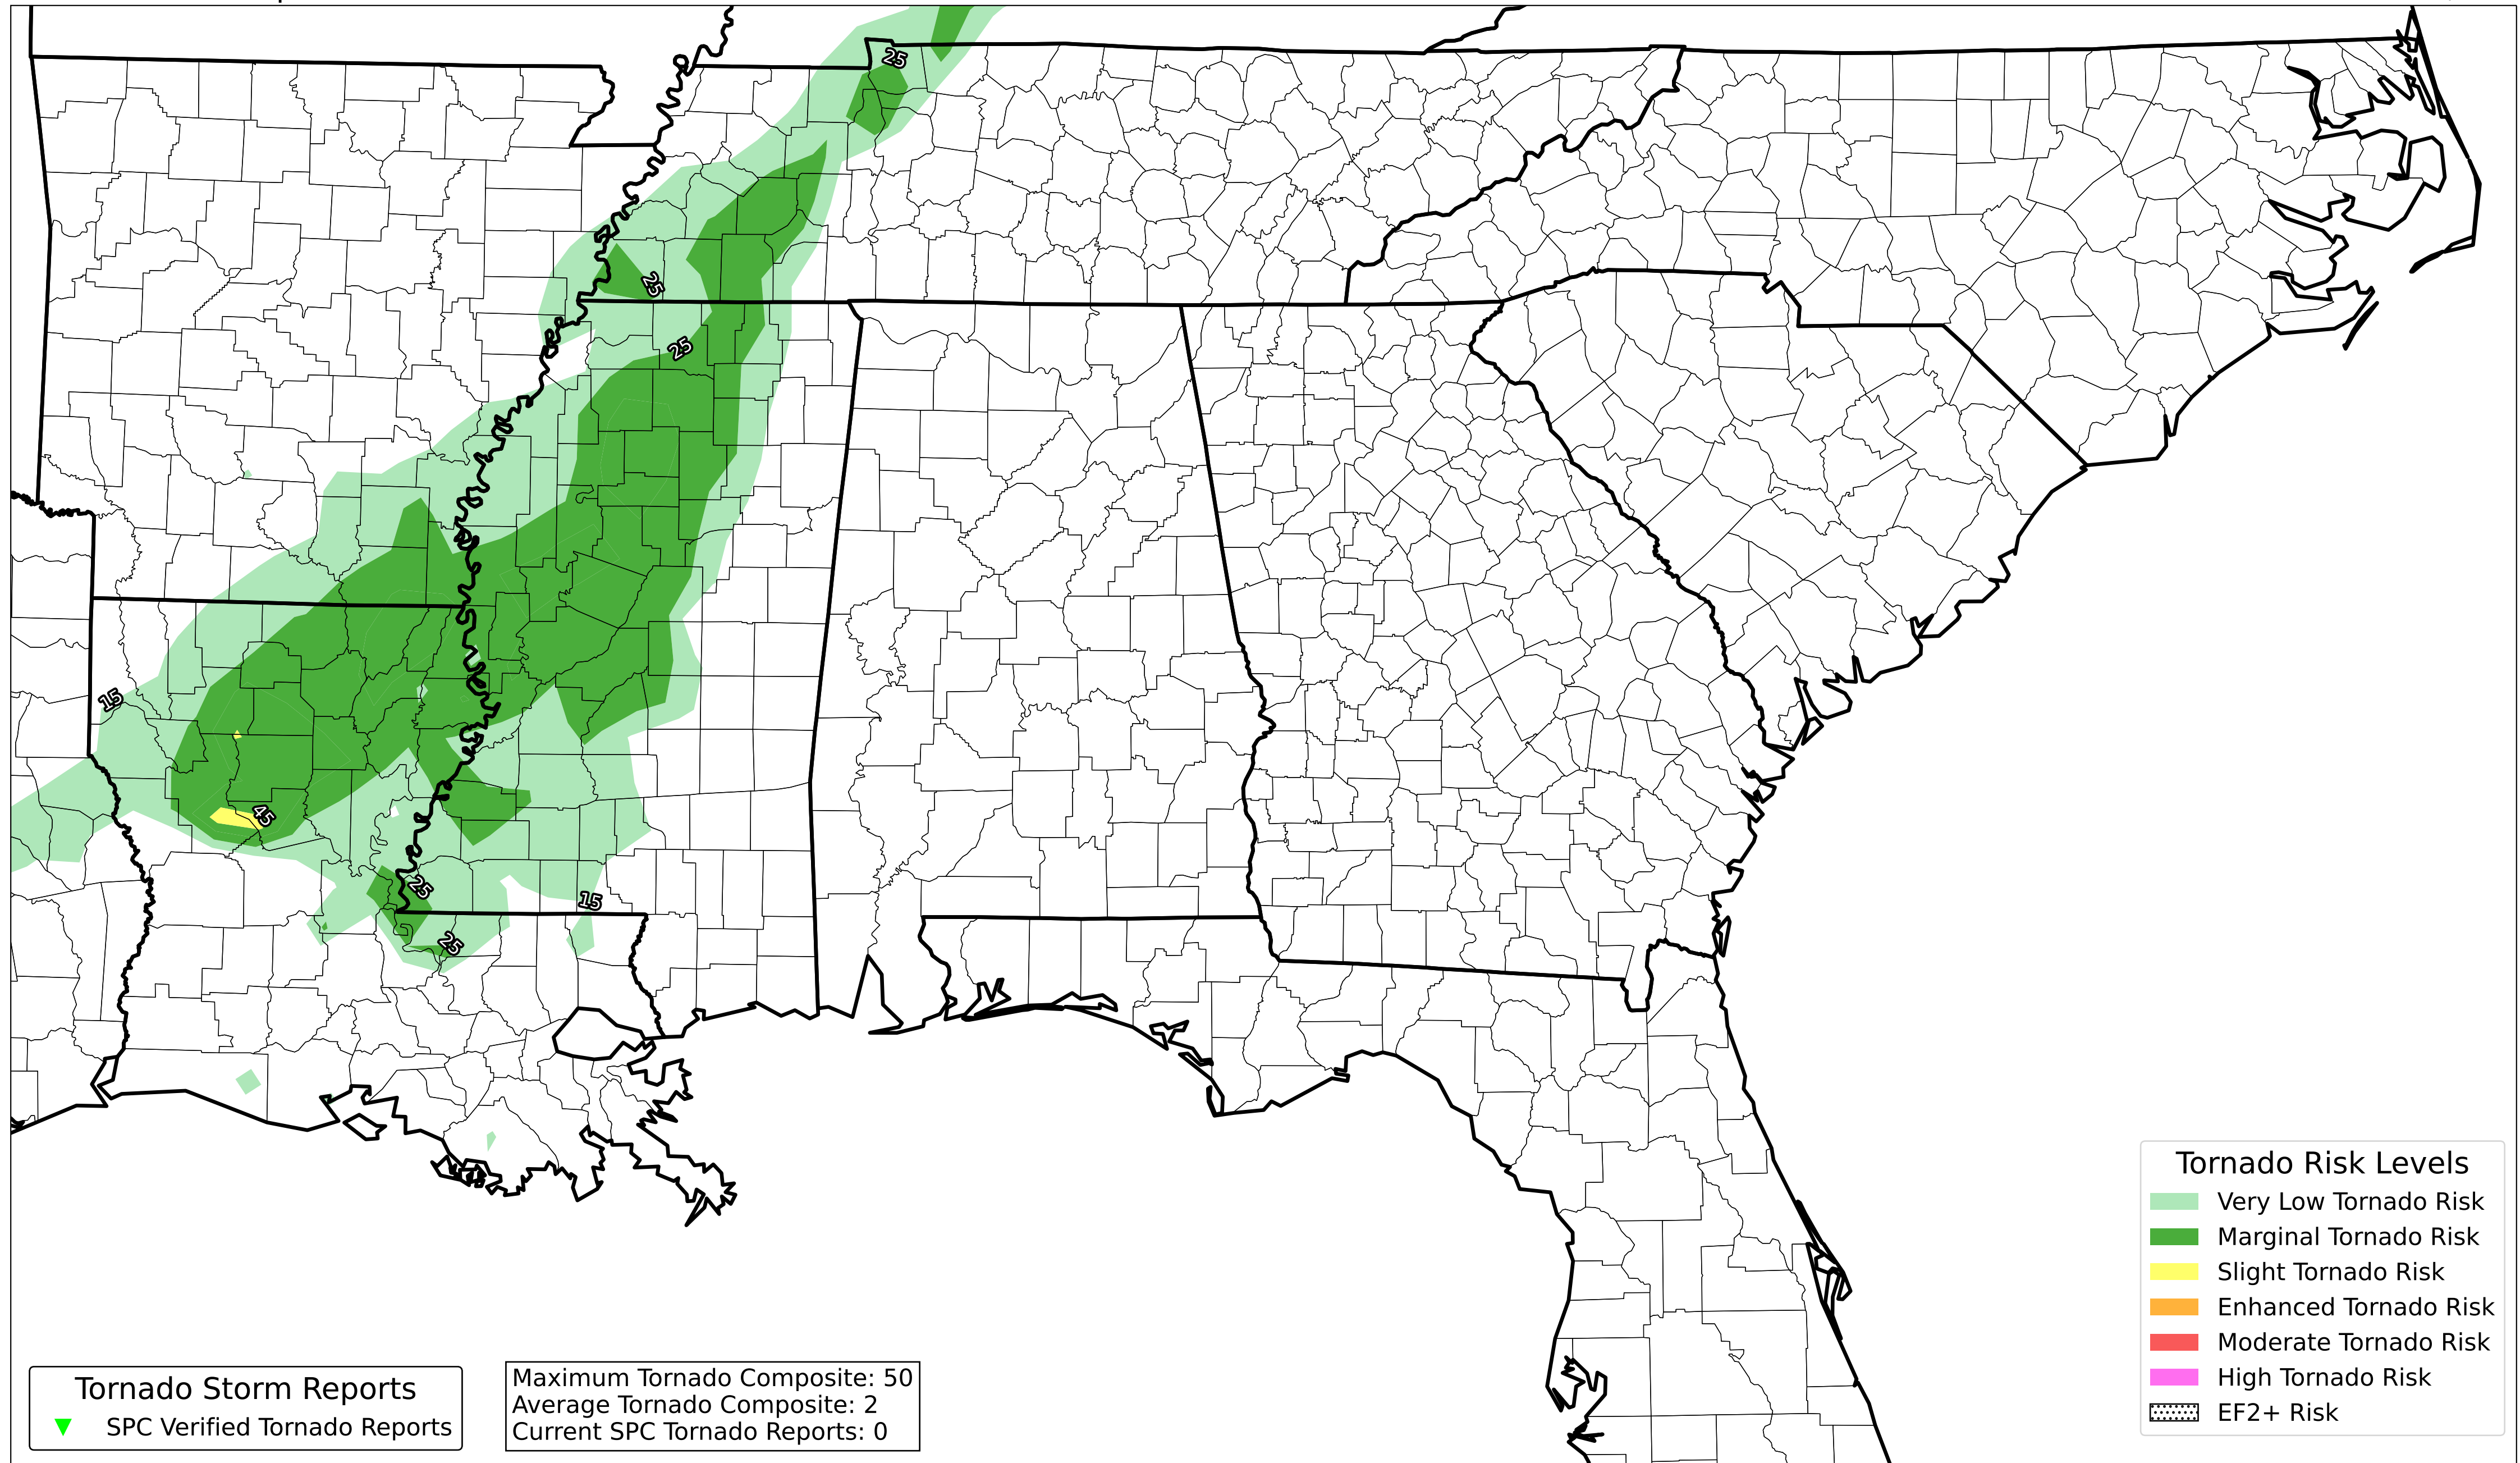 25
25
25
15
45
25
15
25
Tornado Risk Levels
Very Low Tornado Risk
Marginal Tornado Risk
Slight Tornado Risk
Enhanced Tornado Risk
Moderate Tornado Risk
High Tornado Risk
EF2+ Risk
Tornado Storm Reports
SPC Verified Tornado Reports
Maximum Tornado Composite: 50
Average Tornado Composite: 2
Current SPC Tornado Reports: 0